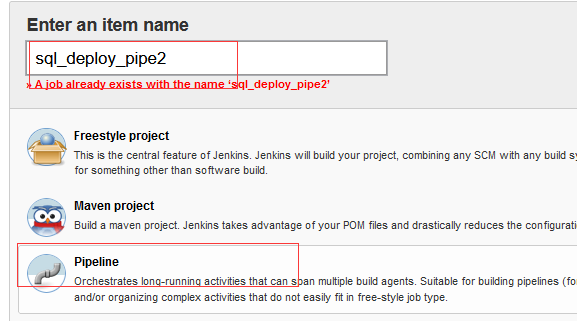 Enter an item name
sql_deploy_pipe2
» A job already exists with the name ‘sql_deploy_pipe2’
Freestyle project
This is the central feature of Jenkins. Jenkins will build your project, combining any SCM with any build sy
for something other than software build.
Maven project
Build a maven project. Jenkins takes advantage of your POM files and drastically reduces the configuratio
Pipeline
Orchestrates long-running activities that can span multiple build agents. Suitable for building pipelines (fo
and/or organizing complex activities that do not easily fit in free-style job type.